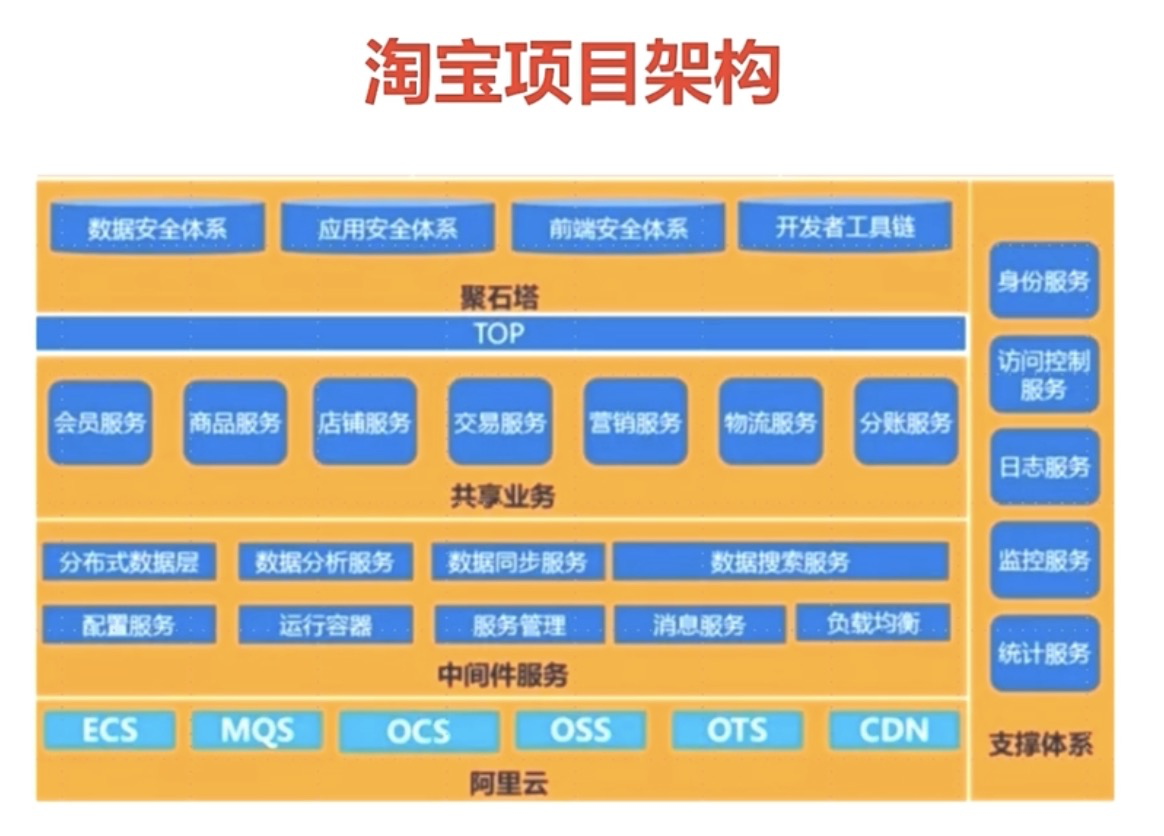 淘宝项目架构
数据安全体系
应用安全体系
前端安全体系
开发者工具链
聚石塔
TOP
会员服务
商品服务
店铺服务
交易服务
营销服务
物流服务
分账服务
共享业务
分布式数据层
数据分析服务
数据同步服务
数据搜索服务
配置服务
运行容器
服务管理
消息服务
负载均衡
中间件服务
ECS
MQS
OCS
OSS
OTS
CDN
阿里云
身份服务
访问控制
服务
日志服务
监控服务
统计服务
支撑体系